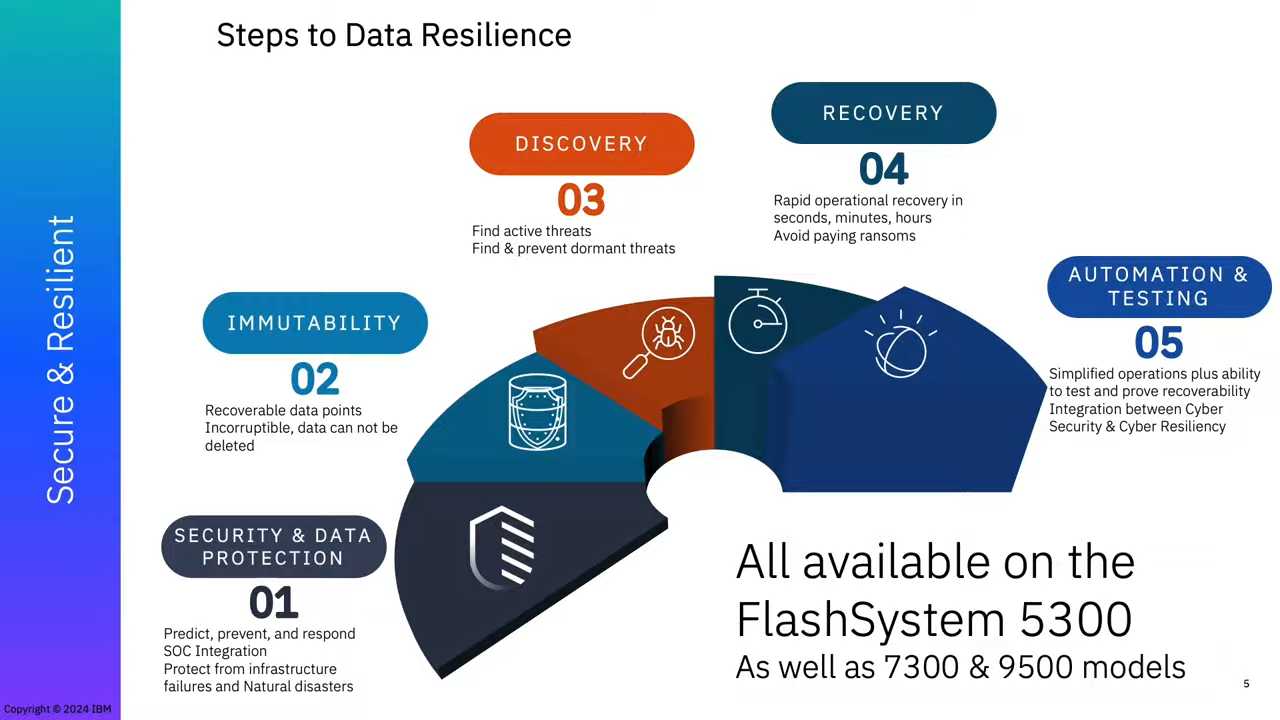 Steps to Data Resilience
Secure & Resilient
SECURITY & DATA
PROTECTION
01
Predict, prevent, and respond
SOC Integration
Protect from infrastructure
failures and Natural disasters
IMMUTABILITY
02
Recoverable data points
Incorruptible, data can not be
deleted
DISCOVERY
03
Find active threats
Find & prevent dormant threats
RECOVERY
04
Rapid operational recovery in
seconds, minutes, hours
Avoid paying ransoms
AUTOMATION &
TESTING
05
Simplified operations plus ability
to test and prove recoverability
Integration between Cyber
Security & Cyber Resiliency
All available on the
FlashSystem 5300
As well as 7300 & 9500 models
5
Copyright © 2024 IBM